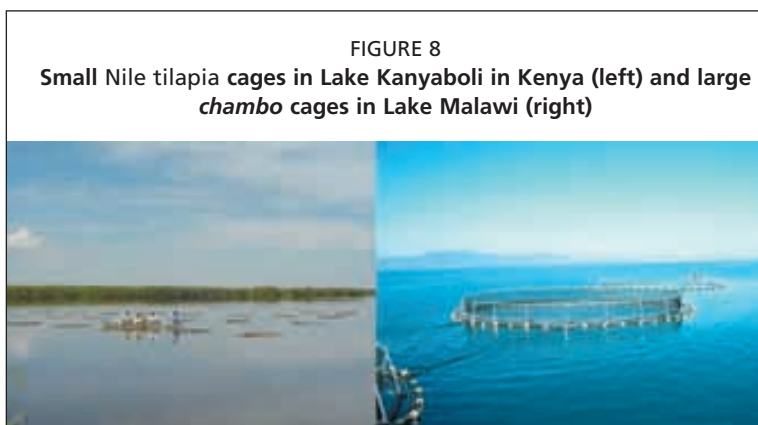 FIGURE 8
Small Nile tilapia cages in Lake Kanyaboli in Kenya (left) and large
chambo cages in Lake Malawi (right)